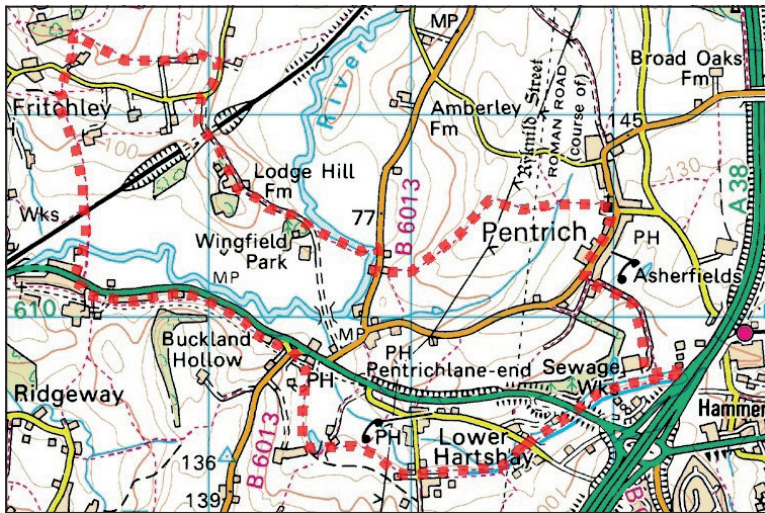 MP
Broad Oaks
Fm
River
Fritchley
Amberley
Fm
Ryknild Street
ROMAN ROAD
(course of)
145
100
130
A 38
Lodge Hill
Fm
Wks
77
B 6013
Wingfield
Park
Pentrich
PH
MP
Asherfields
610
Buckland
Hollow
MP
PH
Pentrichlane-end
Sewage
Wks
PH
Ridgeway
Hammer
PH
Lower
Hartshay
B 6013
136
139